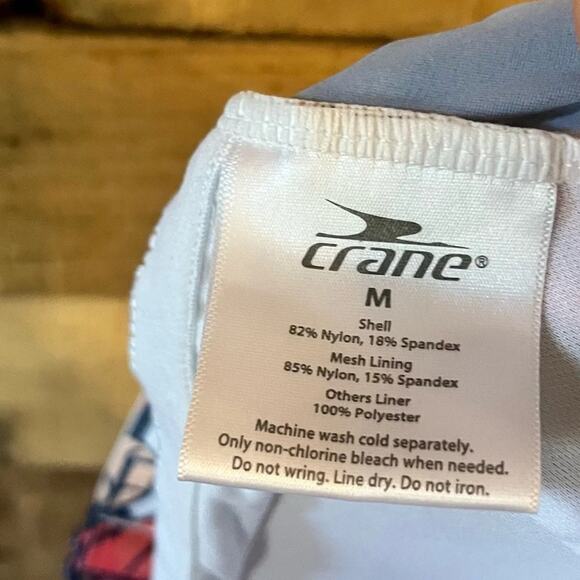 crane®
M
Shell
82% Nylon, 18% Spandex
Mesh Lining
85% Nylon, 15% Spandex
Others Liner
100% Polyester
Machine wash cold separately.
Only non-chlorine bleach when needed.
Do not wring. Line dry. Do not iron.